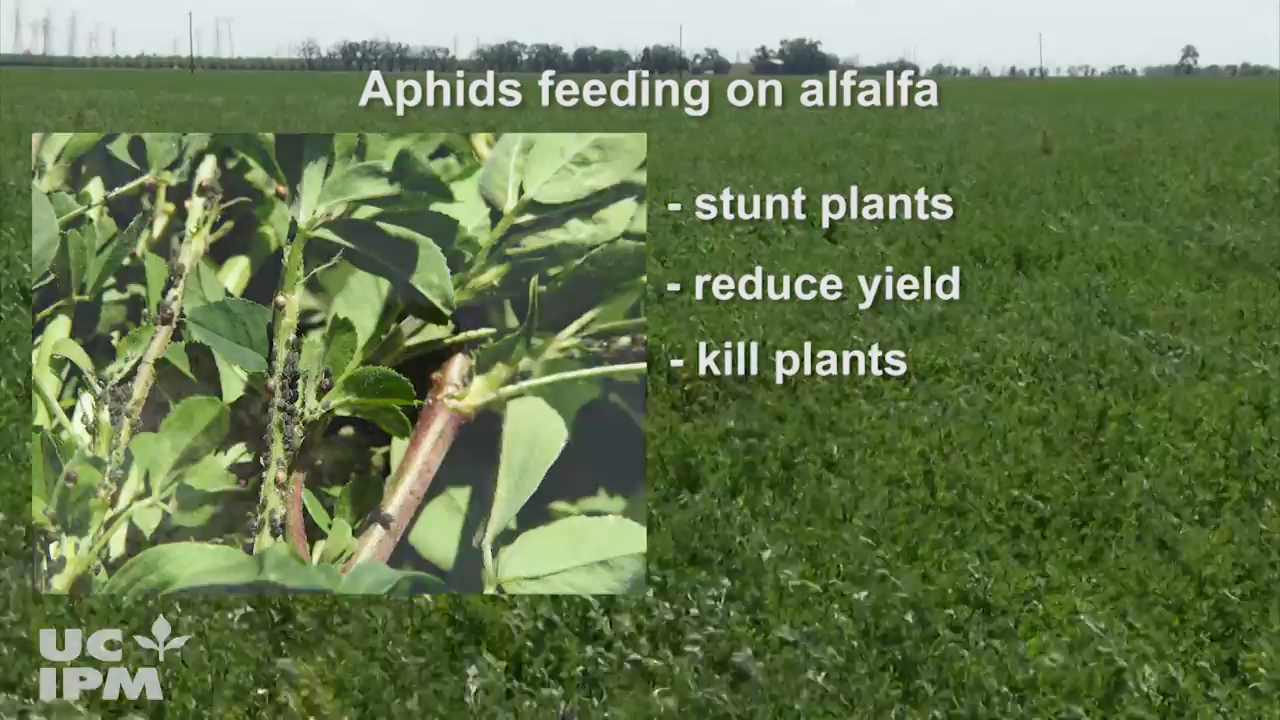 Aphids feeding on alfalfa
- stunt plants
- reduce yield
- kill plants
UC
IPM